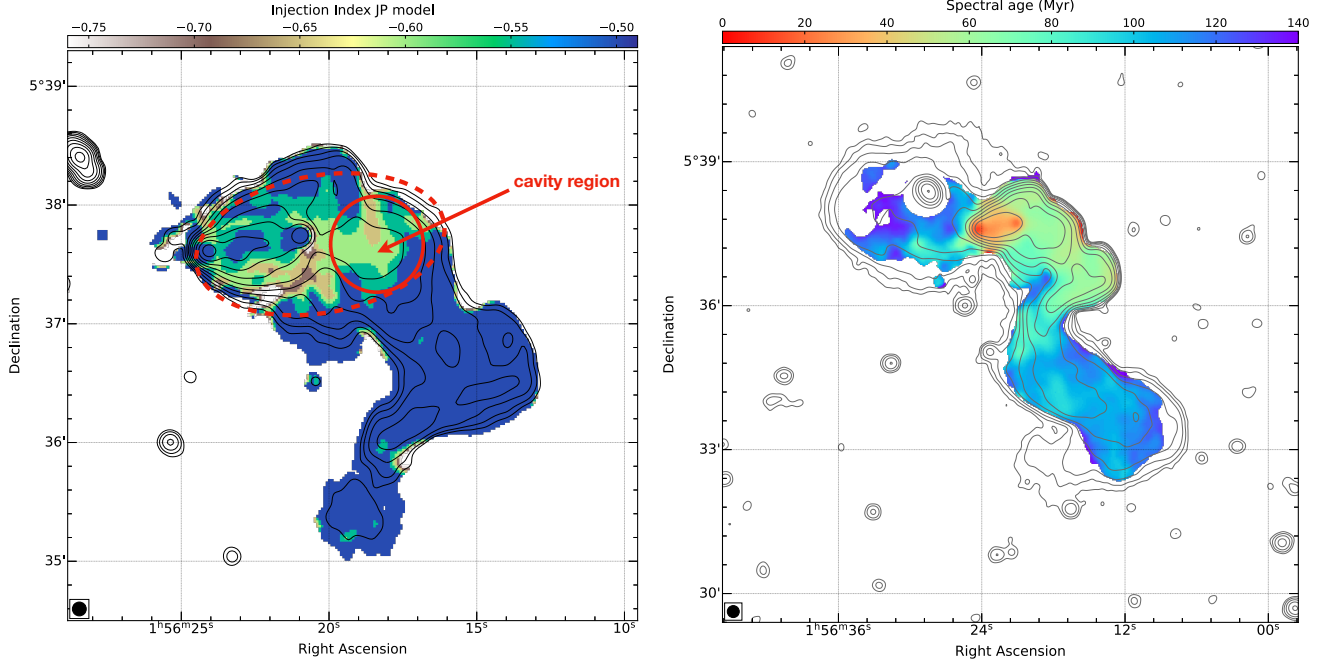 Injection Index JP model
−0.75 −0.70 −0.65 −0.60 −0.55 −0.50
5°39'
38'
37'
36'
35'
Declination
cavity region
1ʰ56ᵐ25ˢ 20ˢ 15ˢ 10ˢ
Right Ascension
Spectral age (Myr)
0 20 40 60 80 100 120 140
5°39'
36'
33'
30'
Declination
1ʰ56ᵐ36ˢ 24ˢ 12ˢ 00ˢ
Right Ascension